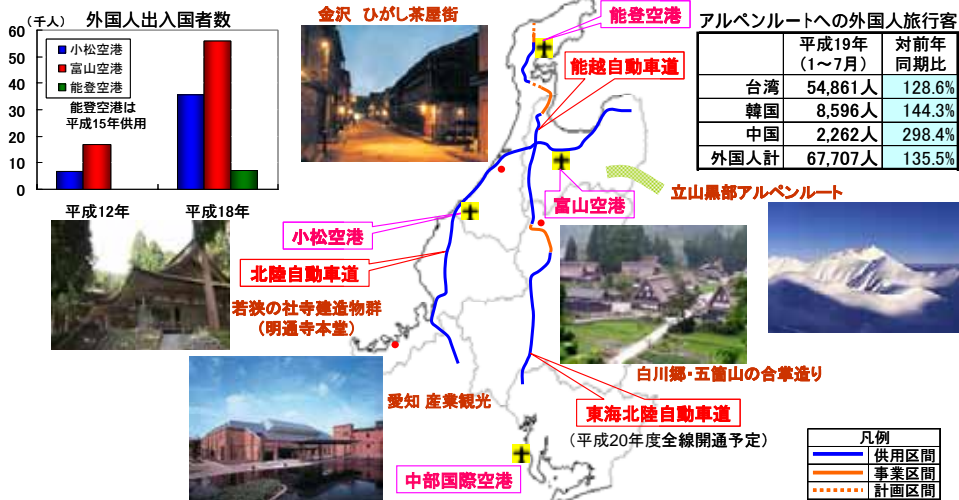 外国人出入国者数
(千人)
60
50
40
30
20
10
0
小松空港
富山空港
能登空港
能登空港は
平成15年供用
平成12年
平成18年
金沢 ひがし茶屋街
能登空港
能越自動車道
アルペンルートへの外国人旅行客
平成19年 対前年
(1~7月) 同期比
台湾 54,861人 128.6%
韓国 8,596人 144.3%
中国 2,262人 298.4%
外国人計 67,707人 135.5%
立山黒部アルペンルート
富山空港
小松空港
北陸自動車道
若狭の社寺建造物群
(明通寺本堂)
白川郷・五箇山の合掌造り
愛知 産業観光
東海北陸自動車道
(平成20年度全線開通予定)
中部国際空港
凡例
供用区間
事業区間
計画区間